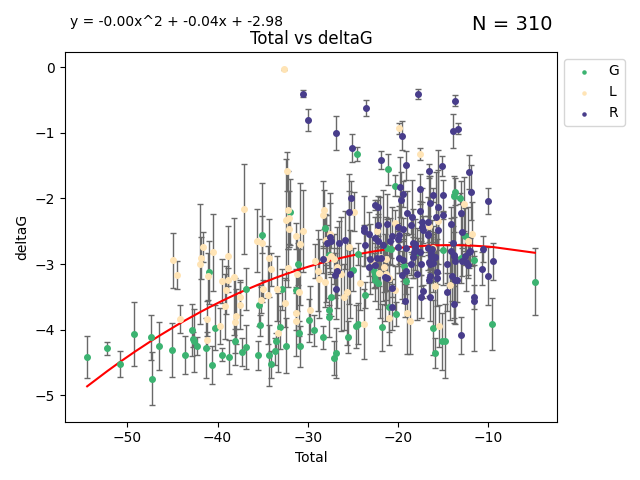 y = -0.00x^2 + -0.04x + -2.98
N = 310
Total vs deltaG
G
L
R
0
−1
−2
−3
−4
−5
deltaG
−50
−40
−30
−20
−10
Total